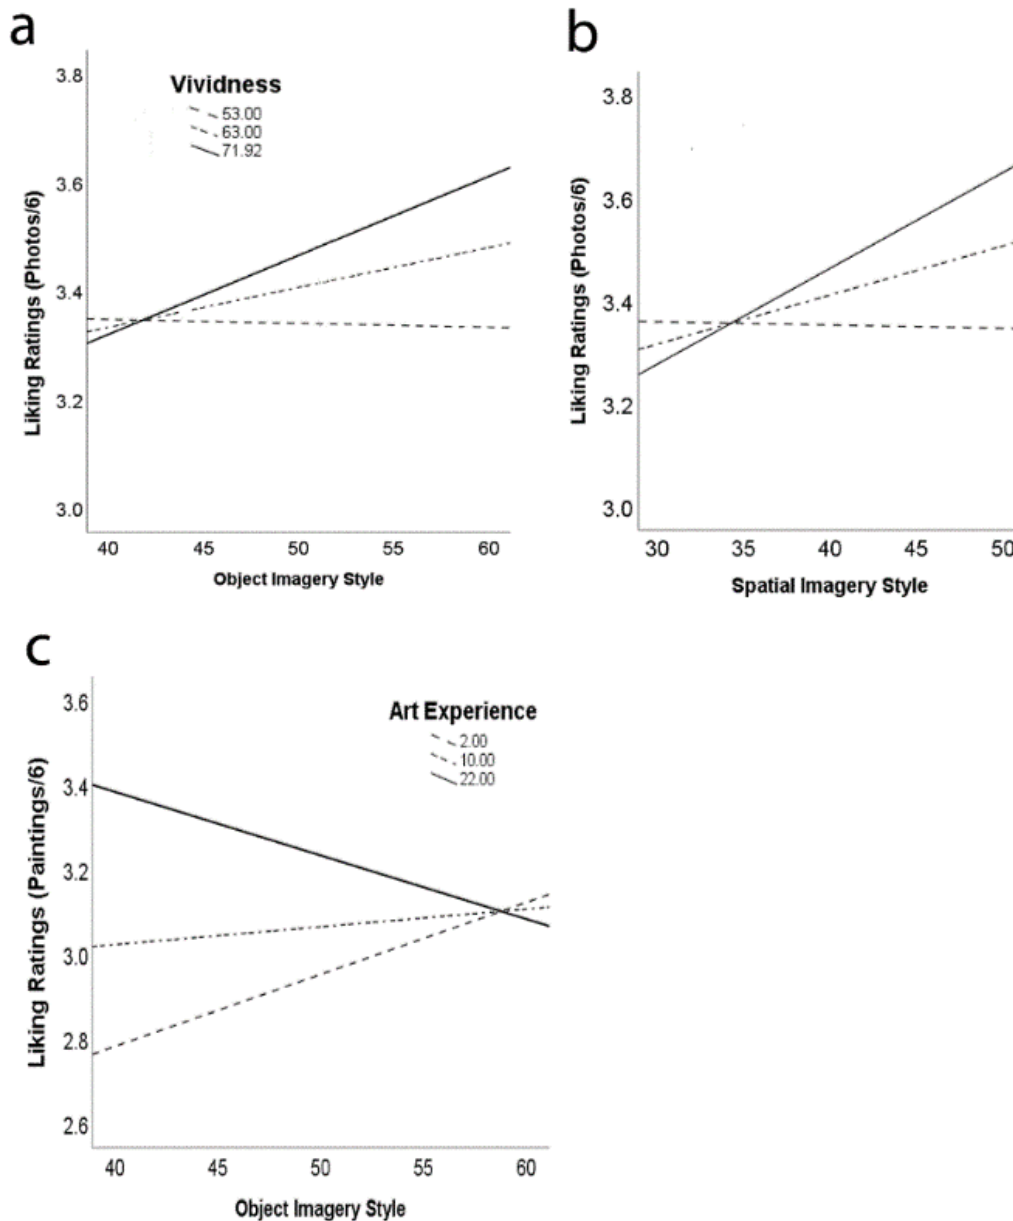 a
Vividness
53.00
63.00
71.92
3.8
3.6
3.4
3.2
3.0
Liking Ratings (Photos/6)
40 45 50 55 60
Object Imagery Style
b
3.8
3.6
3.4
3.2
3.0
Liking Ratings (Photos/6)
30 35 40 45 50
Spatial Imagery Style
c
Art Experience
2.00
10.00
22.00
3.6
3.4
3.2
3.0
2.8
2.6
Liking Ratings (Paintings/6)
40 45 50 55 60
Object Imagery Style